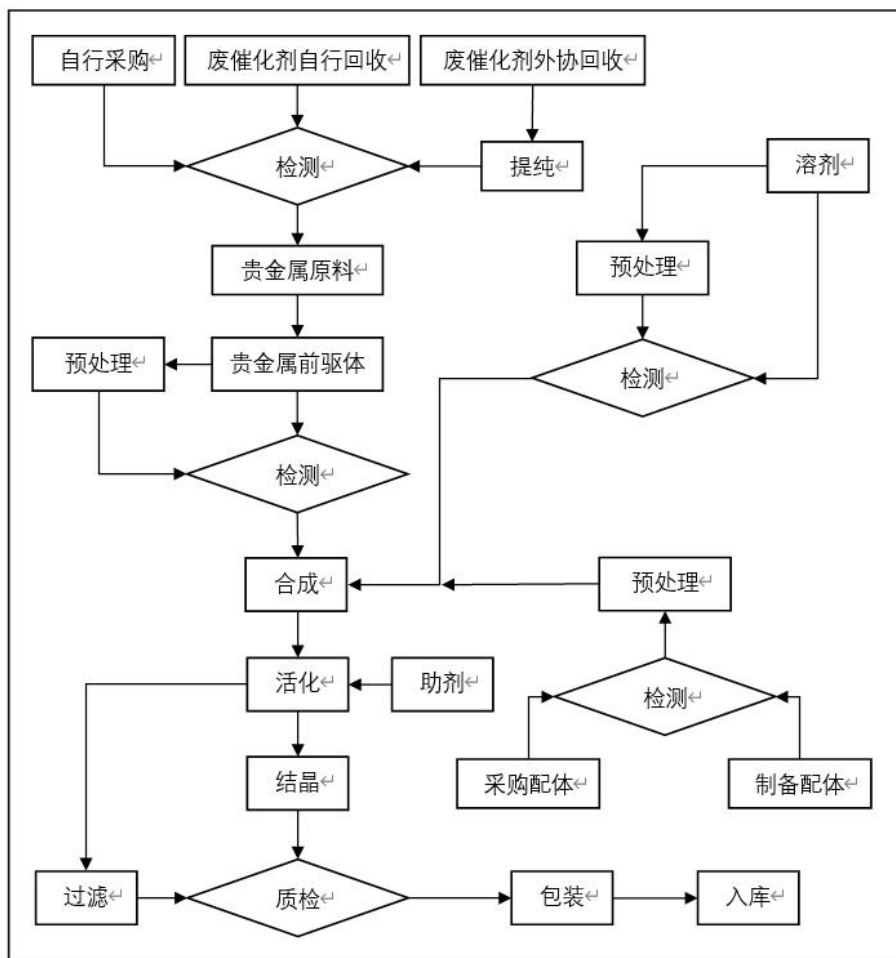 自行采购↵
废催化剂自行回收↵
废催化剂外协回收↵
检测↵
提纯↵
溶剂↵
贵金属原料↵
预处理↵
预处理↵
贵金属前驱体↵
检测↵
检测↵
合成↵
预处理↵
活化↵
助剂↵
检测↵
结晶↵
采购配体↵
制备配体↵
过滤↵
质检↵
包装↵
入库↵